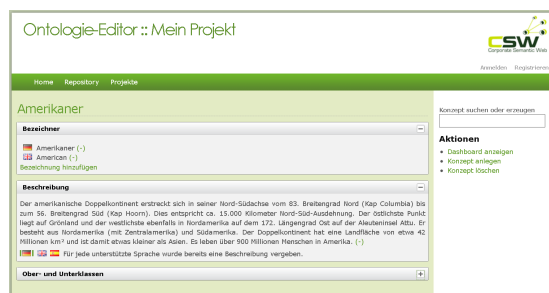 Ontologie-Editor :: Mein Projekt
CSW
Corporate Semantic Web
Anmelden Registrieren
Home Repository Projekte
Amerikaner
Bezeichner
Amerikaner (-)
American (-)
Bezeichnung hinzufügen
Beschreibung
Der amerikanische Doppelkontinent erstreckt sich in seiner Nord-Südachse vom 83. Breitengrad Nord (Kap Columbia) bis
zum 56. Breitengrad Süd (Kap Hoorn). Dies entspricht ca. 15.000 Kilometer Nord-Süd-Ausdehnung. Der östlichste Punkt
liegt auf Grönland und der westlichste ebenfalls in Nordamerika auf dem 172. Längengrad Ost auf der Aleuteninsel Attu. Er
besteht aus Nordamerika (mit Zentralamerika) und Südamerika. Der Doppelkontinent hat eine Landfläche von etwa 42
Millionen km² und ist damit etwas kleiner als Asien. Es leben über 900 Millionen Menschen in Amerika. (-)
Für jede unterstützte Sprache wurde bereits eine Beschreibung vergeben.
Ober- und Unterklassen
Konzept suchen oder erzeugen
Aktionen
Dashboard anzeigen
Konzept anlegen
Konzept löschen